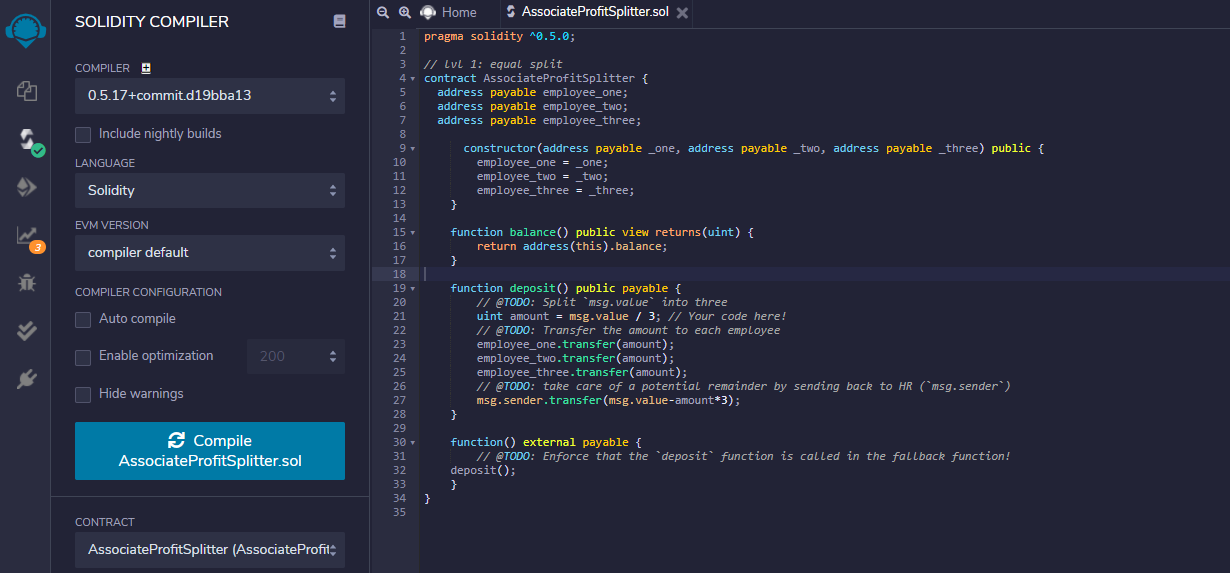 SOLIDITY COMPILER
COMPILER
0.5.17+commit.d19bba13
Include nightly builds
LANGUAGE
Solidity
EVM VERSION
compiler default
COMPILER CONFIGURATION
Auto compile
Enable optimization 200
Hide warnings
Compile
AssociateProfitSplitter.sol
CONTRACT
AssociateProfitSplitter (AssociateProfit
3
Home AssociateProfitSplitter.sol
1 pragma solidity ^0.5.0;
2
3 // lvl 1: equal split
4 contract AssociateProfitSplitter {
5 address payable employee_one;
6 address payable employee_two;
7 address payable employee_three;
8
9 constructor(address payable _one, address payable _two, address payable _three) public {
10 employee_one = _one;
11 employee_two = _two;
12 employee_three = _three;
13 }
14
15 function balance() public view returns(uint) {
16 return address(this).balance;
17 }
18
19 function deposit() public payable {
20 // @TODO: Split `msg.value` into three
21 uint amount = msg.value / 3; // Your code here!
22 // @TODO: Transfer the amount to each employee
23 employee_one.transfer(amount);
24 employee_two.transfer(amount);
25 employee_three.transfer(amount);
26 // @TODO: take care of a potential remainder by sending back to HR (`msg.sender`)
27 msg.sender.transfer(msg.value-amount*3);
28 }
29
30 function() external payable {
31 // @TODO: Enforce that the `deposit` function is called in the fallback function!
32 deposit();
33 }
34 }
35